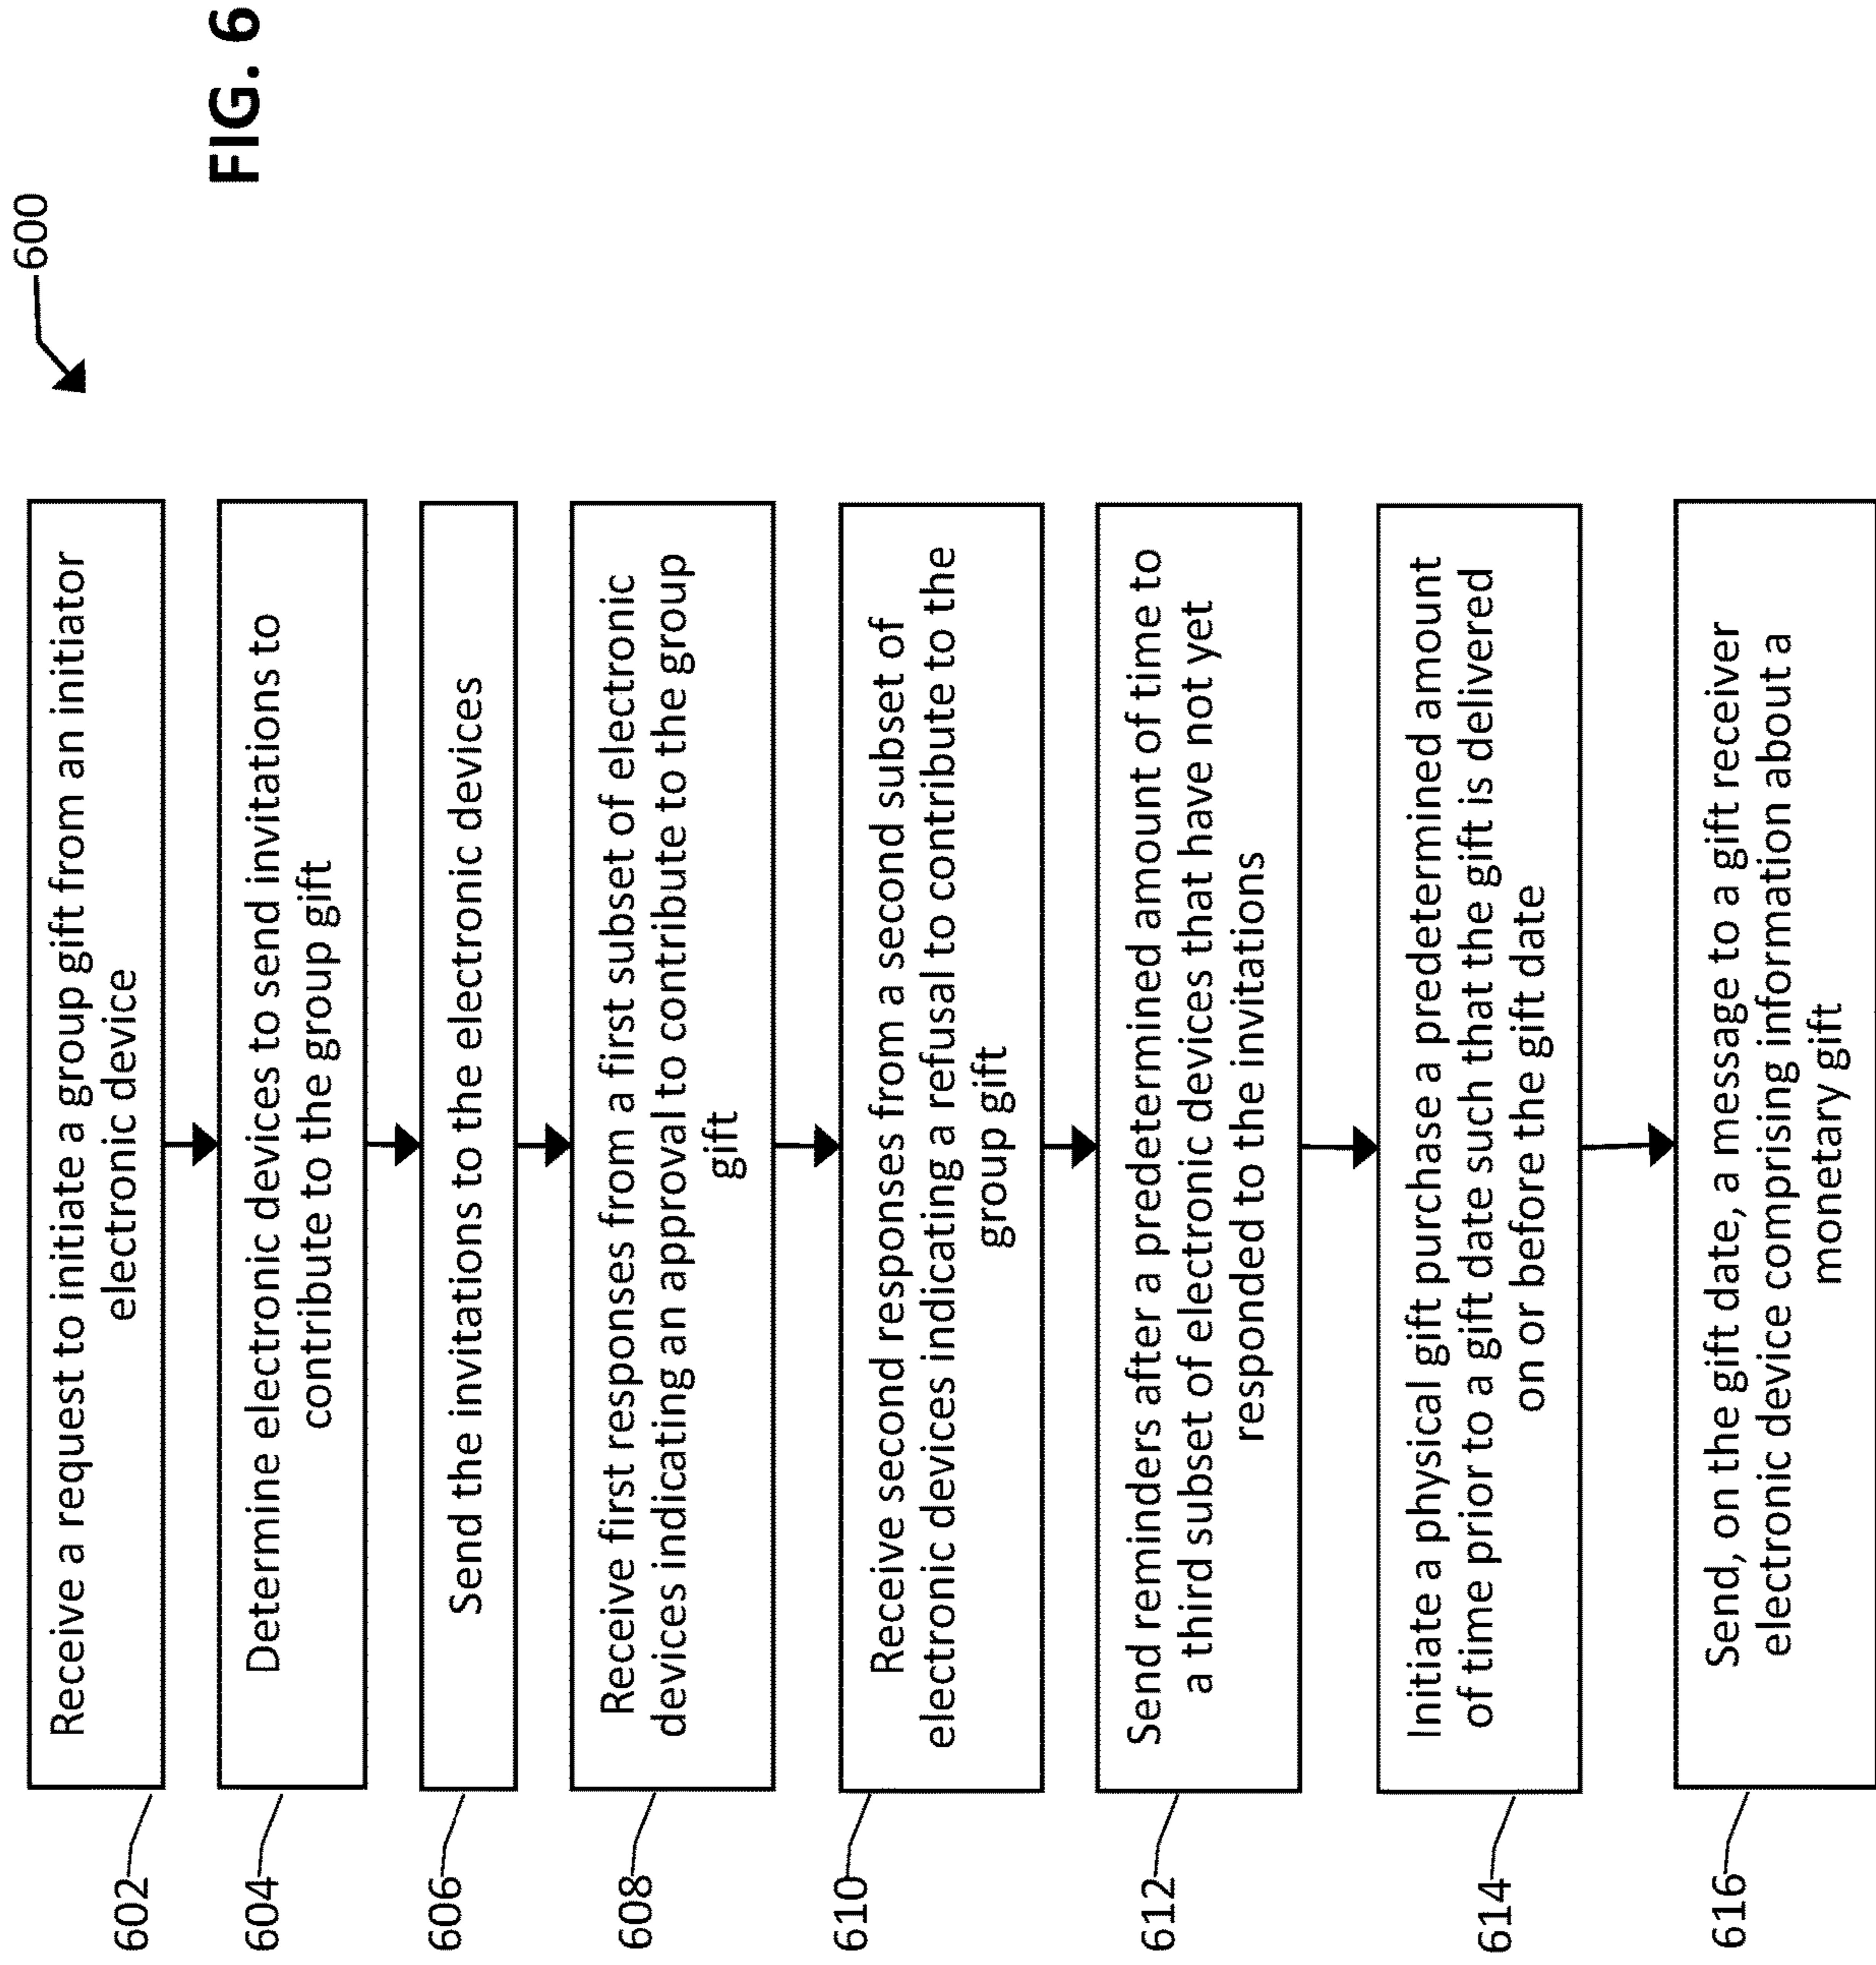 600
FIG. 6
602
Receive a request to initiate a group gift from an initiator
electronic device
604
Determine electronic devices to send invitations to
contribute to the group gift
606
Send the invitations to the electronic devices
608
Receive first responses from a first subset of electronic
devices indicating an approval to contribute to the group
gift
610
Receive second responses from a second subset of
electronic devices indicating a refusal to contribute to the
group gift
612
Send reminders after a predetermined amount of time to
a third subset of electronic devices that have not yet
responded to the invitations
614
Initiate a physical gift purchase a predetermined amount
of time prior to a gift date such that the gift is delivered
on or before the gift date
616
Send, on the gift date, a message to a gift receiver
electronic device comprising information about a
monetary gift